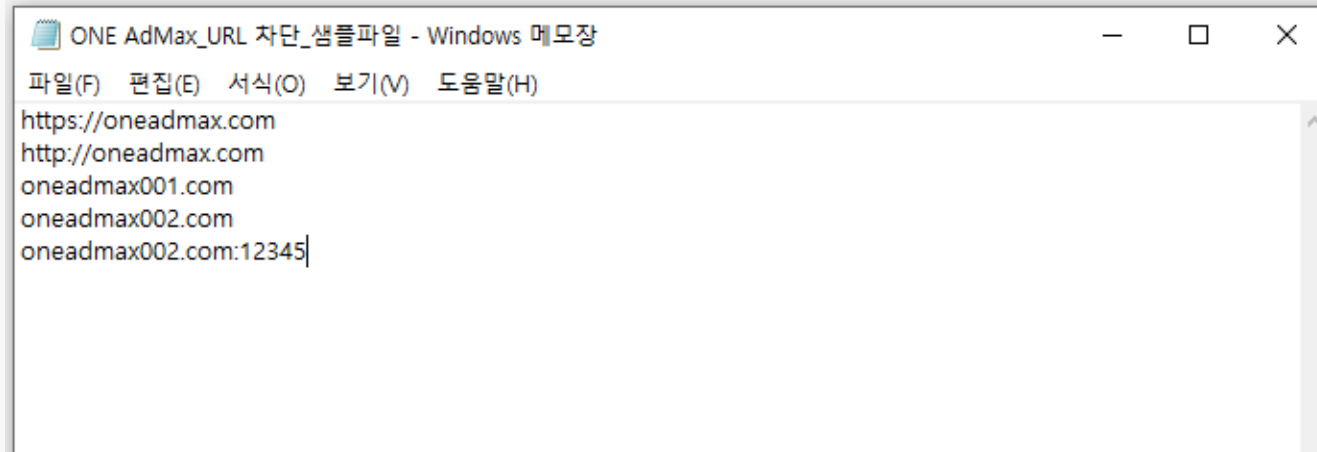 ONE AdMax_URL 차단_샘플파일 - Windows 메모장
파일(F) 편집(E) 서식(O) 보기(V) 도움말(H)
https://oneadmax.com
http://oneadmax.com
oneadmax001.com
oneadmax002.com
oneadmax002.com:12345